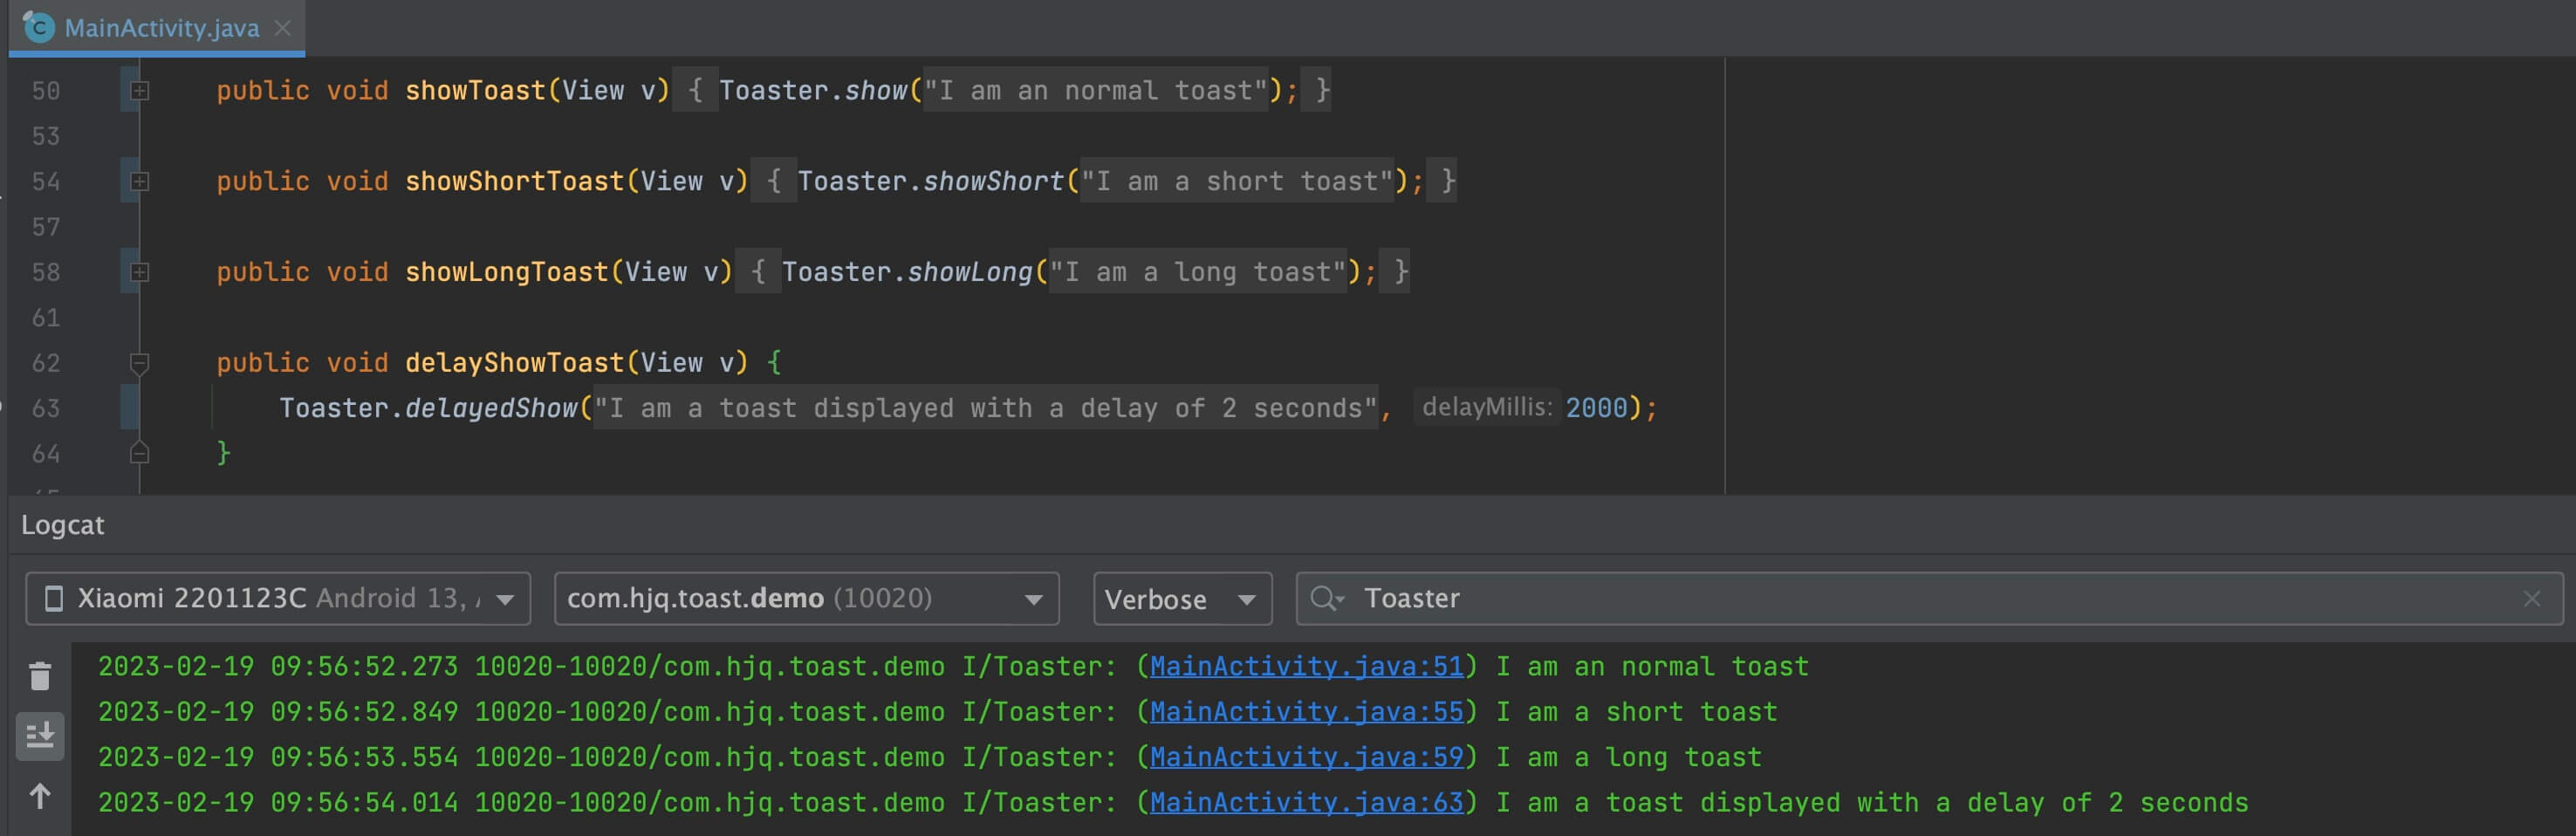 MainActivity.java
50 public void showToast(View v) { Toaster.show("I am an normal toast"); }
53
54 public void showShortToast(View v) { Toaster.showShort("I am a short toast"); }
57
58 public void showLongToast(View v) { Toaster.showLong("I am a long toast"); }
61
62 public void delayShowToast(View v) {
63 Toaster.delayedShow("I am a toast displayed with a delay of 2 seconds", delayMillis: 2000);
64 }
Logcat
Xiaomi 2201123C Android 13, com.hjq.toast.demo (10020) Verbose Toaster
2023-02-19 09:56:52.273 10020-10020/com.hjq.toast.demo I/Toaster: (MainActivity.java:51) I am an normal toast
2023-02-19 09:56:52.849 10020-10020/com.hjq.toast.demo I/Toaster: (MainActivity.java:55) I am a short toast
2023-02-19 09:56:53.554 10020-10020/com.hjq.toast.demo I/Toaster: (MainActivity.java:59) I am a long toast
2023-02-19 09:56:54.014 10020-10020/com.hjq.toast.demo I/Toaster: (MainActivity.java:63) I am a toast displayed with a delay of 2 seconds